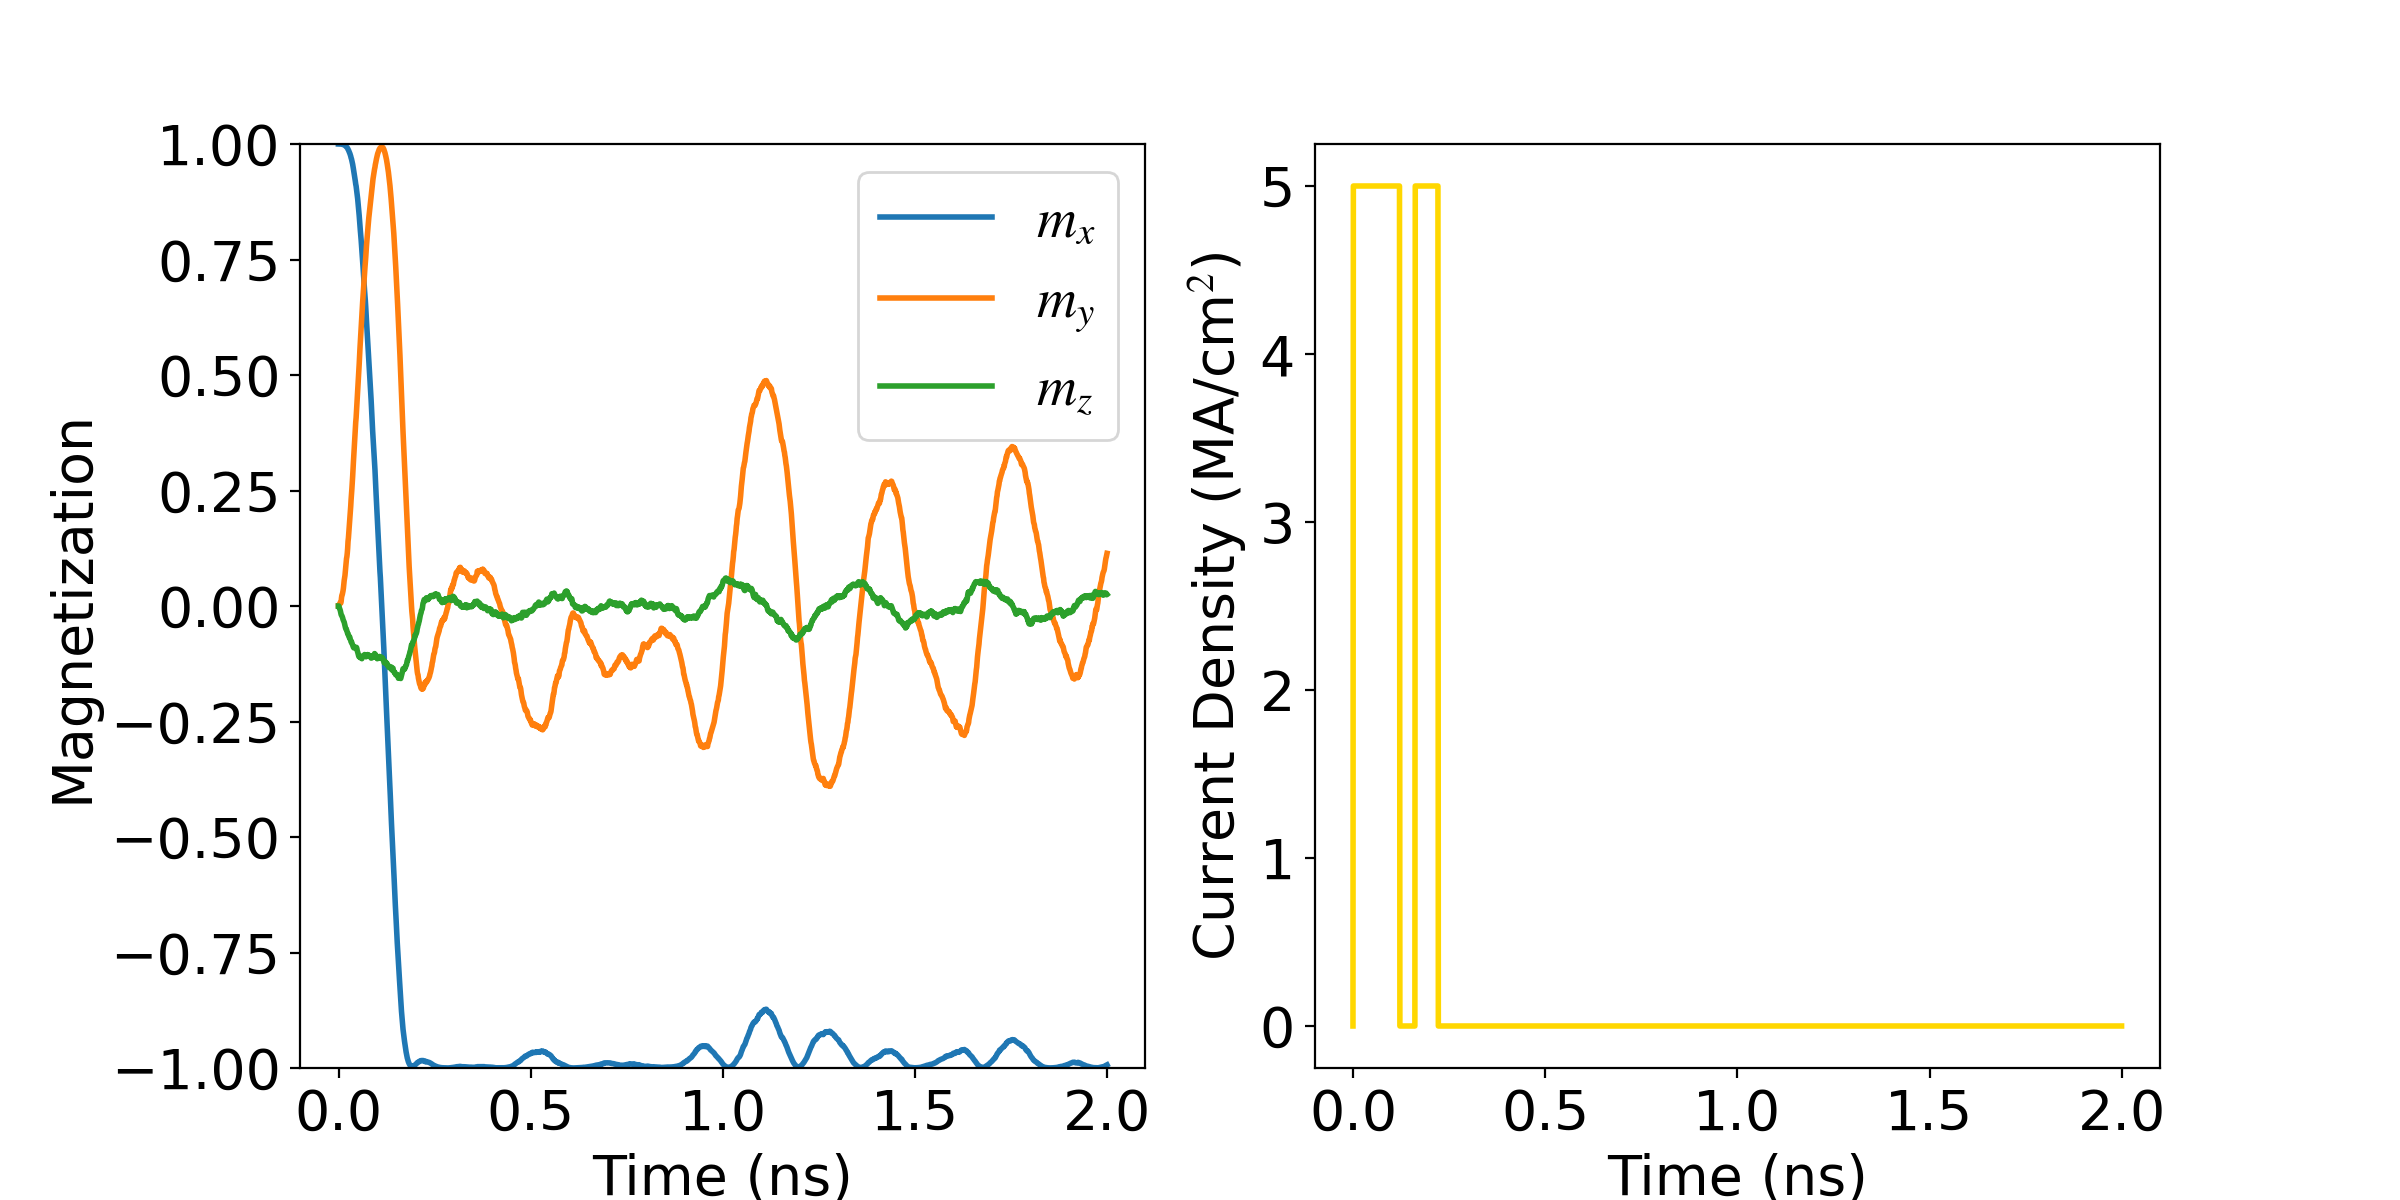 Magnetization
1.00
0.75
0.50
0.25
0.00
−0.25
−0.50
−0.75
−1.00
0.0 0.5 1.0 1.5 2.0
Time (ns)
m_x
m_y
m_z
Current Density (MA/cm²)
5
4
3
2
1
0
0.0 0.5 1.0 1.5 2.0
Time (ns)